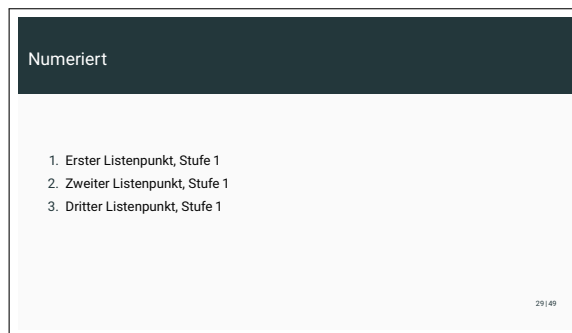 Numeriert
1. Erster Listenpunkt, Stufe 1
2. Zweiter Listenpunkt, Stufe 1
3. Dritter Listenpunkt, Stufe 1
29|49